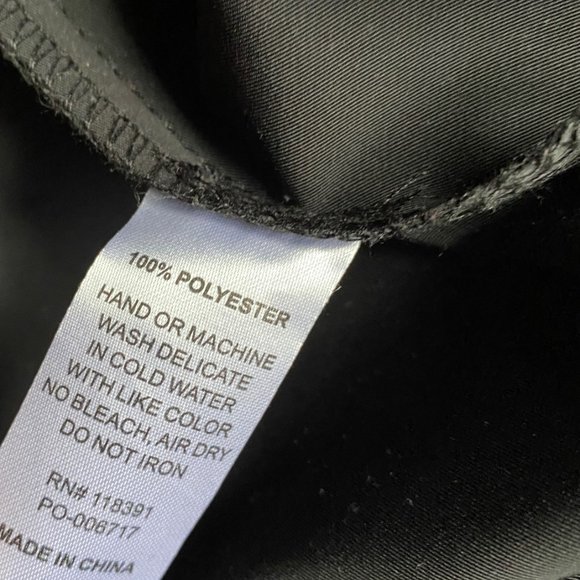 100% POLYESTER
HAND OR MACHINE
WASH DELICATE
IN COLD WATER
WITH LIKE COLOR
NO BLEACH, AIR DRY
DO NOT IRON
RN# 118391
PO-006717
MADE IN CHINA